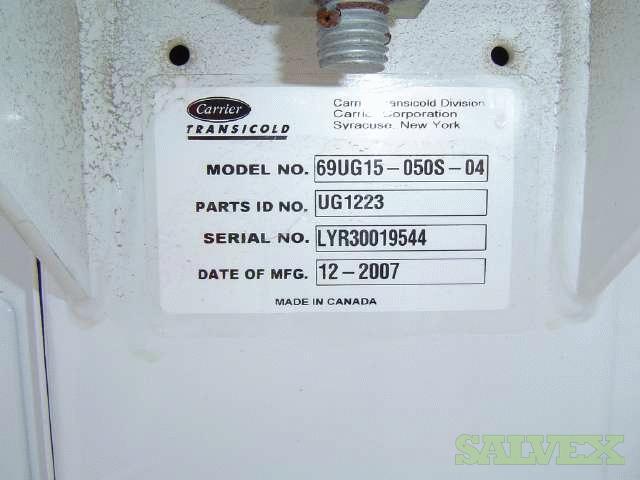 Carrier
TRANSICOLD
Carrier Transicold Division
Carrier Corporation
Syracuse, New York
MODEL NO. 69UG15-050S-04
PARTS ID NO. UG1223
SERIAL NO. LYR30019544
DATE OF MFG. 12-2007
MADE IN CANADA
SALVEX